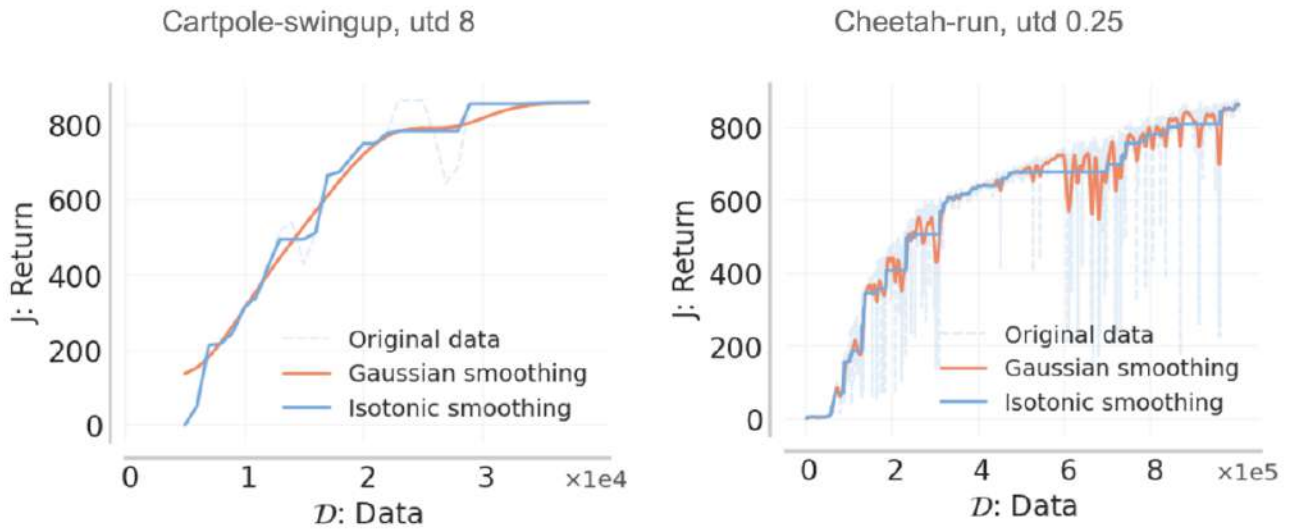 Cartpole-swingup, utd 8
J: Return
800
600
400
200
0
Original data
Gaussian smoothing
Isotonic smoothing
0 1 2 3 ×1e4
𝒟: Data
Cheetah-run, utd 0.25
J: Return
800
600
400
200
0
Original data
Gaussian smoothing
Isotonic smoothing
0 2 4 6 8 ×1e5
𝒟: Data